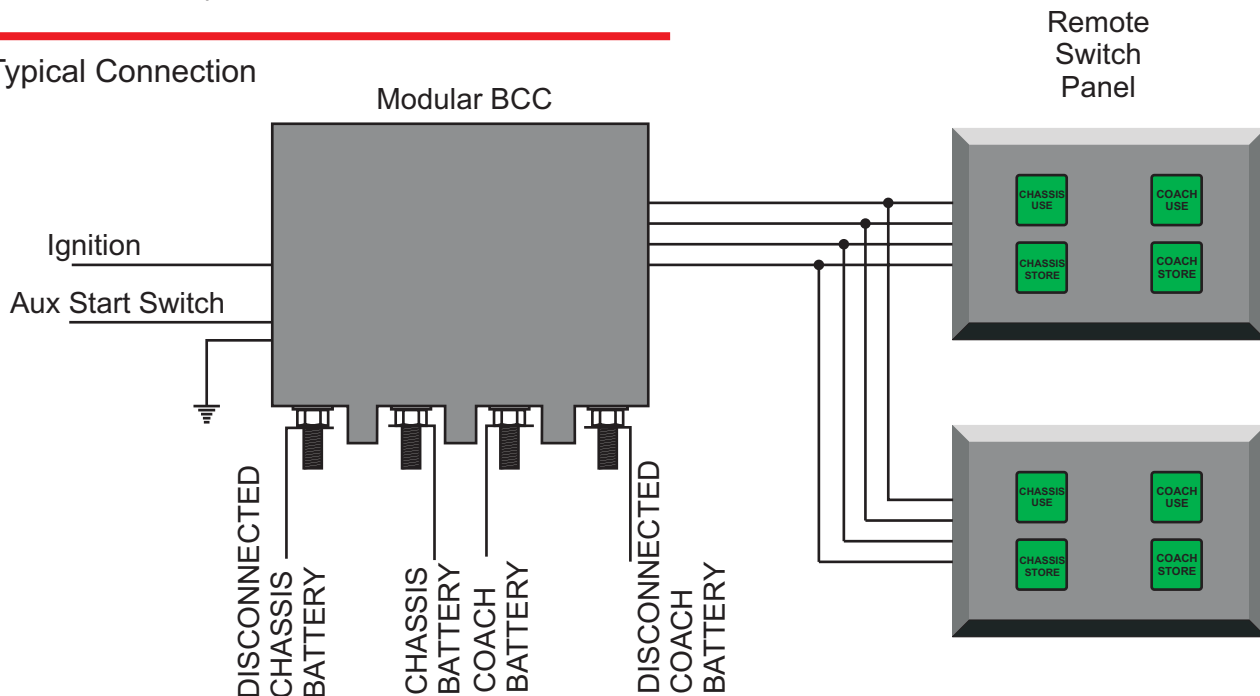 Typical Connection
Modular BCC
Remote
Switch
Panel
Ignition
Aux Start Switch
CHASSIS
USE
COACH
USE
CHASSIS
STORE
COACH
STORE
CHASSIS
USE
COACH
USE
CHASSIS
STORE
COACH
STORE
DISCONNECTED
CHASSIS
BATTERY
CHASSIS
BATTERY
COACH
BATTERY
DISCONNECTED
COACH
BATTERY